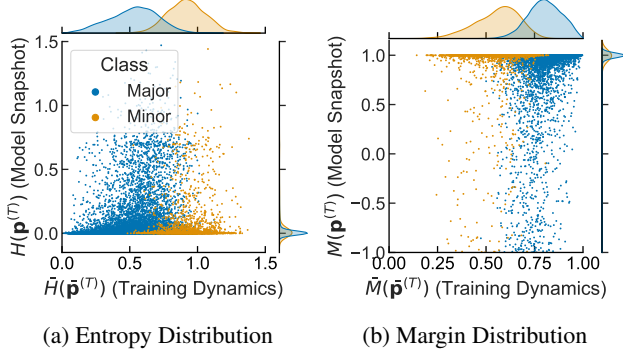 H(p^(T)) (Model Snapshot)
1.5
1.0
0.5
0.0
Class
Major
Minor
0.0 0.5 1.0 1.5
H̄(p̄^(T)) (Training Dynamics)
(a) Entropy Distribution
M(p^(T)) (Model Snapshot)
1.0
0.5
0.0
−0.5
−1.0
0.00 0.25 0.50 0.75 1.00
M̄(p̄^(T)) (Training Dynamics)
(b) Margin Distribution